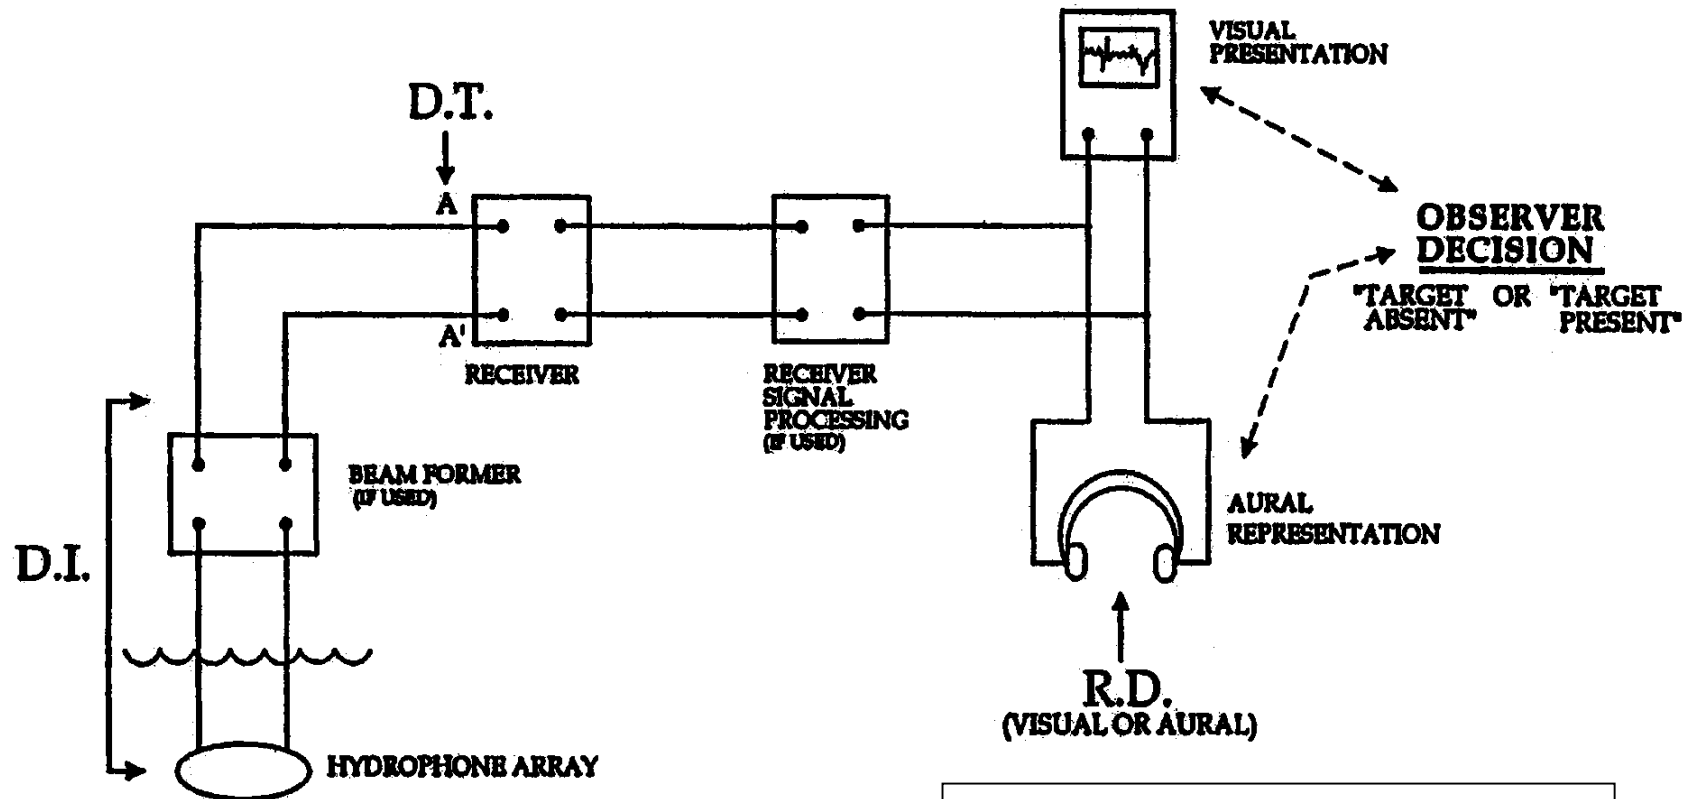 VISUAL
PRESENTATION
D.T.
A
OBSERVER
DECISION
"TARGET OR "TARGET
ABSENT" PRESENT"
A'
RECEIVER
RECEIVER
SIGNAL
PROCESSING
(IF USED)
BEAM FORMER
(IF USED)
AURAL
REPRESENTATION
D.I.
R.D.
(VISUAL OR AURAL)
HYDROPHONE ARRAY